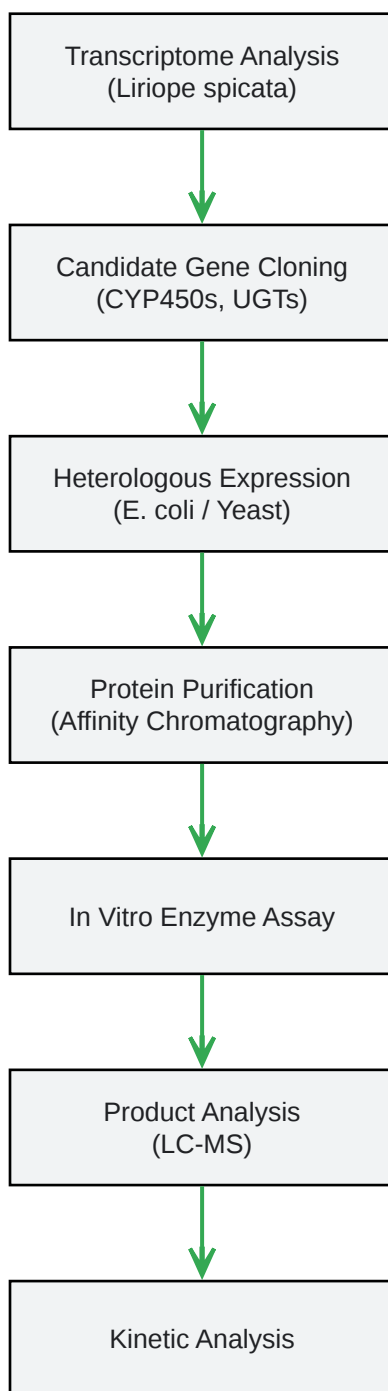 Transcriptome Analysis
(Liriope spicata)
Candidate Gene Cloning
(CYP450s, UGTs)
Heterologous Expression
(E. coli / Yeast)
Protein Purification
(Affinity Chromatography)
In Vitro Enzyme Assay
Product Analysis
(LC-MS)
Kinetic Analysis